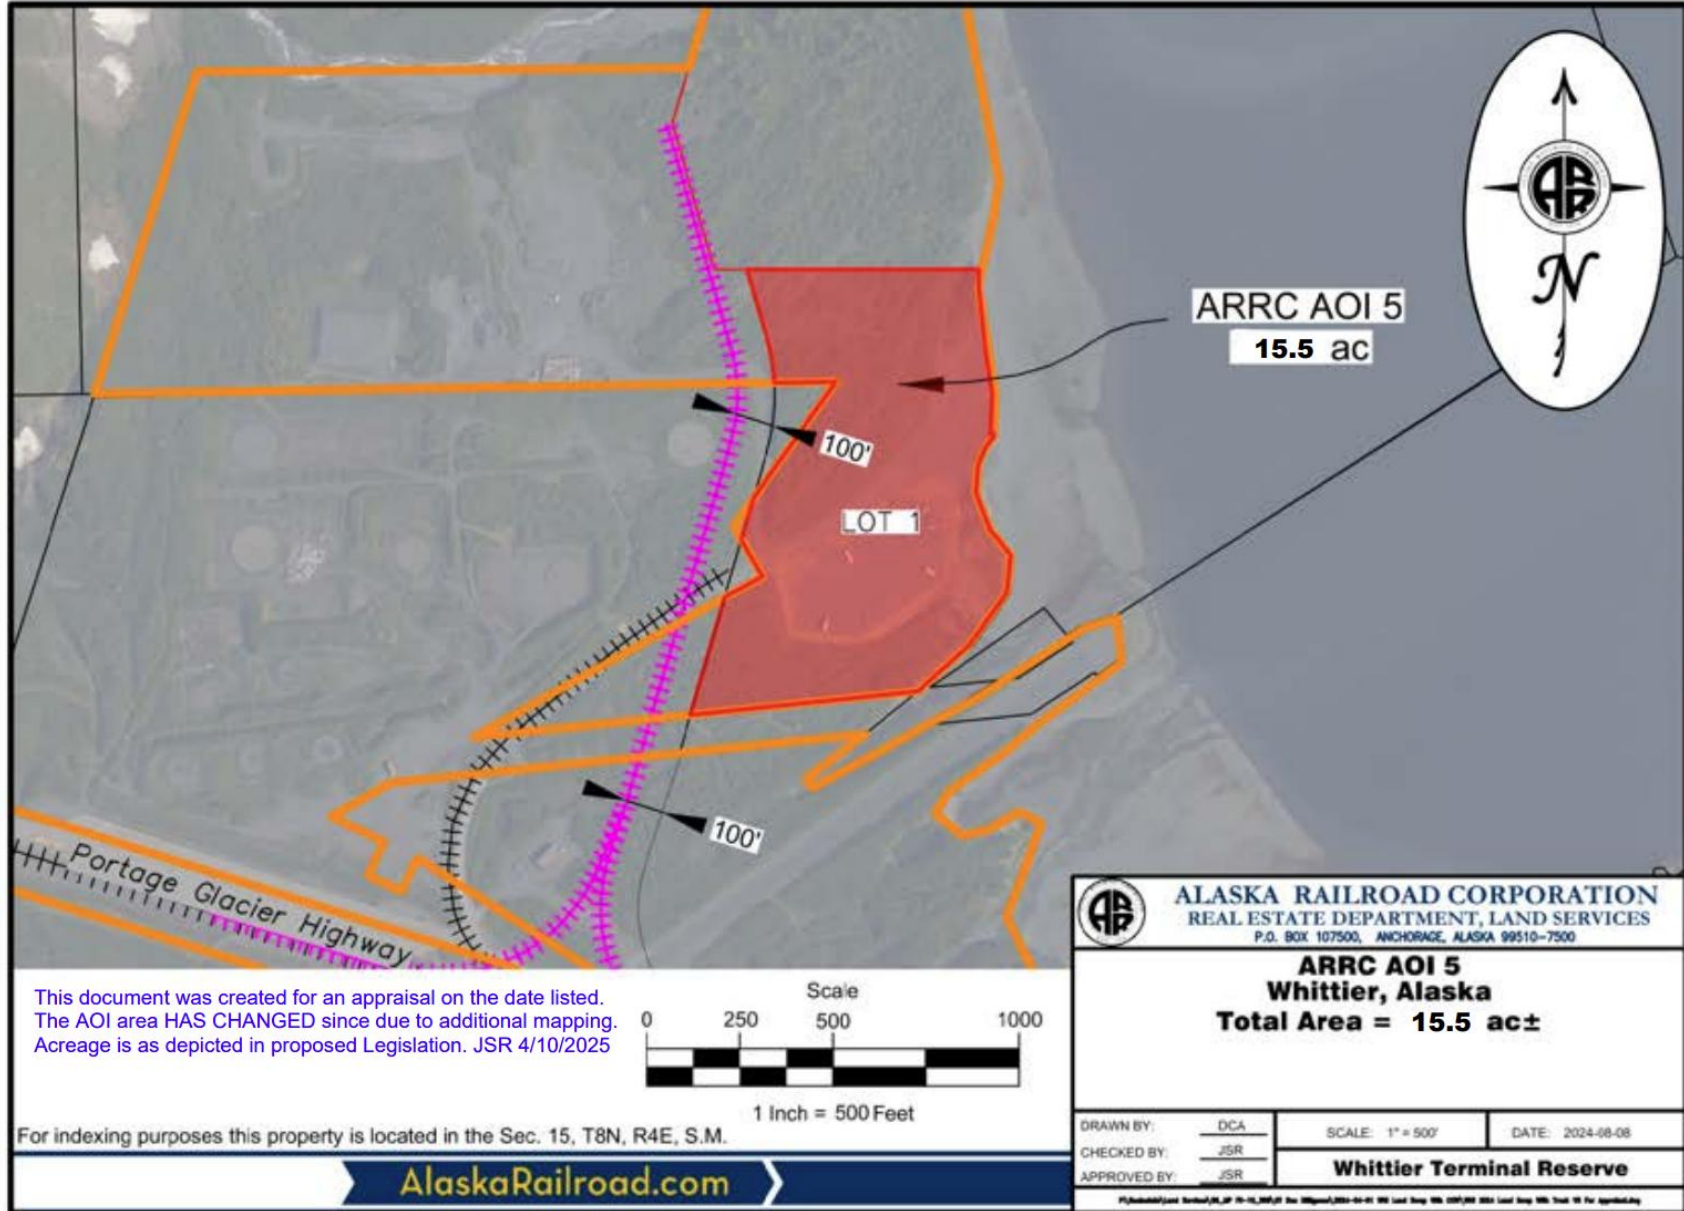 N
ARRC AOI 5
15.5 ac
100'
LOT 1
100'
Portage Glacier Highway
This document was created for an appraisal on the date listed.
The AOI area HAS CHANGED since due to additional mapping.
Acreage is as depicted in proposed Legislation. JSR 4/10/2025
Scale
0 250 500 1000
1 Inch = 500 Feet
For indexing purposes this property is located in the Sec. 15, T8N, R4E, S.M.
AlaskaRailroad.com
ALASKA RAILROAD CORPORATION
REAL ESTATE DEPARTMENT, LAND SERVICES
P.O. BOX 107500, ANCHORAGE, ALASKA 99510-7500
ARRC AOI 5
Whittier, Alaska
Total Area = 15.5 ac±
DRAWN BY: DCA
CHECKED BY: JSR
APPROVED BY: JSR
SCALE: 1" = 500'
DATE: 2024-08-08
Whittier Terminal Reserve